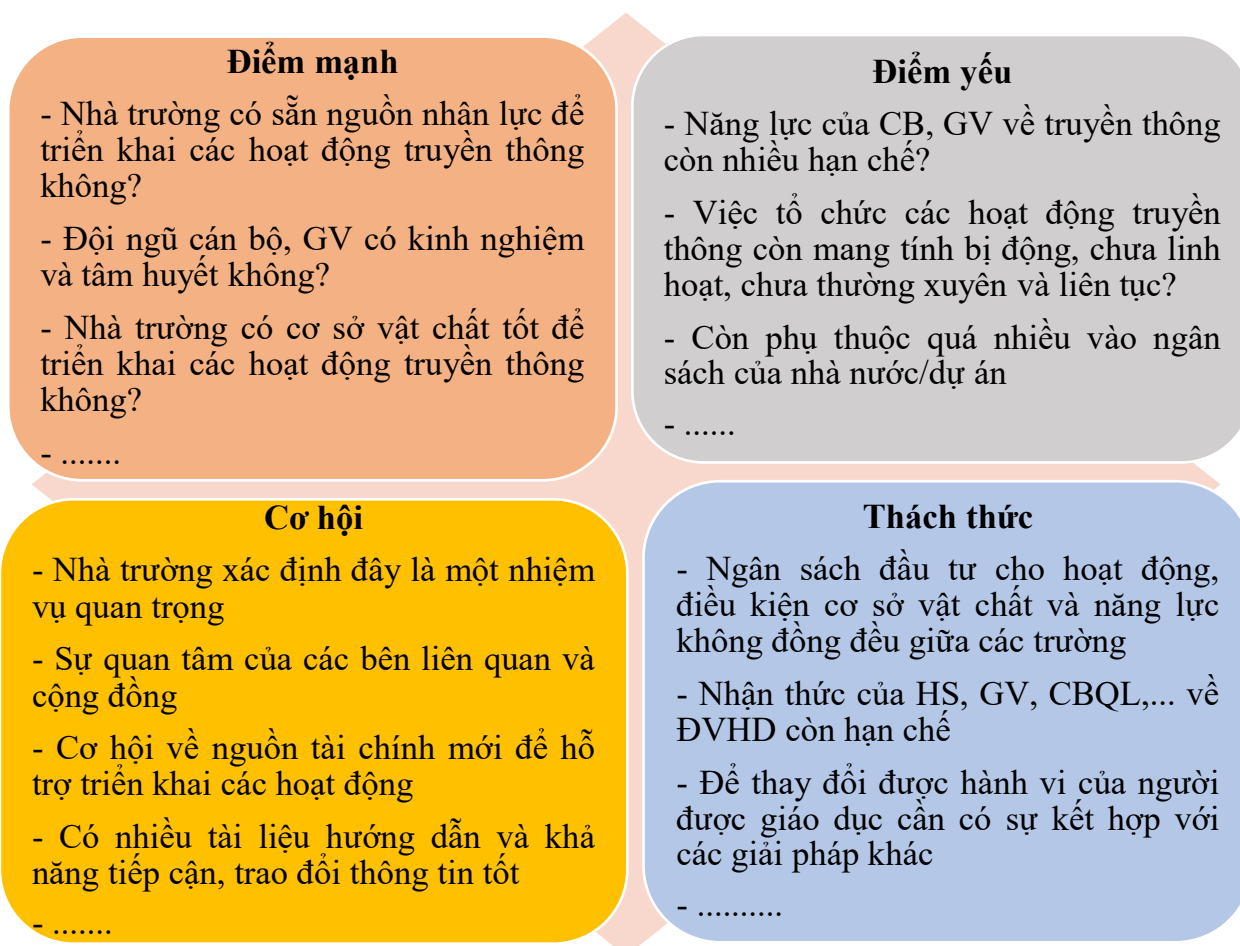 Điểm mạnh
- Nhà trường có sẵn nguồn nhân lực để
triển khai các hoạt động truyền thông
không?
- Đội ngũ cán bộ, GV có kinh nghiệm
và tâm huyết không?
- Nhà trường có cơ sở vật chất tốt để
triển khai các hoạt động truyền thông
không?
- .......
Điểm yếu
- Năng lực của CB, GV về truyền thông
còn nhiều hạn chế?
- Việc tổ chức các hoạt động truyền
thông còn mang tính bị động, chưa linh
hoạt, chưa thường xuyên và liên tục?
- Còn phụ thuộc quá nhiều vào ngân
sách của nhà nước/dự án
- ......
Cơ hội
- Nhà trường xác định đây là một nhiệm
vụ quan trọng
- Sự quan tâm của các bên liên quan và
cộng đồng
- Cơ hội về nguồn tài chính mới để hỗ
trợ triển khai các hoạt động
- Có nhiều tài liệu hướng dẫn và khả
năng tiếp cận, trao đổi thông tin tốt
- .......
Thách thức
- Ngân sách đầu tư cho hoạt động,
điều kiện cơ sở vật chất và năng lực
không đồng đều giữa các trường
- Nhận thức của HS, GV, CBQL,... về
ĐVHD còn hạn chế
- Để thay đổi được hành vi của người
được giáo dục cần có sự kết hợp với
các giải pháp khác
- ..........